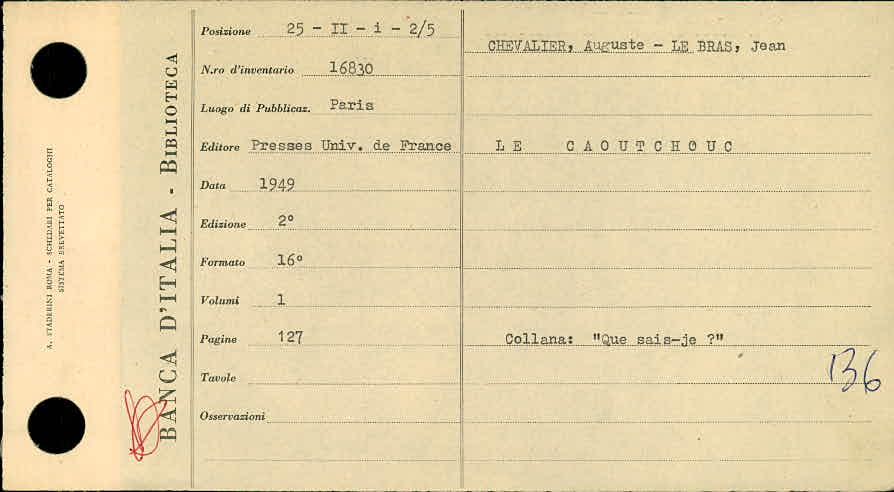 A. STADERINI ROMA - SCHEDARI PER CATALOGHI
SISTEMA BREVETTATO
BANCA D'ITALIA - BIBLIOTECA
Posizione 25 - II - i - 2/5
N.ro d'inventario 16830
Luogo di Pubblicaz. Paris
Editore Presses Univ. de France
Data 1949
Edizione 2°
Formato 16°
Volumi 1
Pagine 127
Tavole
Osservazioni
CHEVALIER, Auguste - LE BRAS, Jean
LE CAOUTCHOUC
Collana: "Que sais-je ?"
136